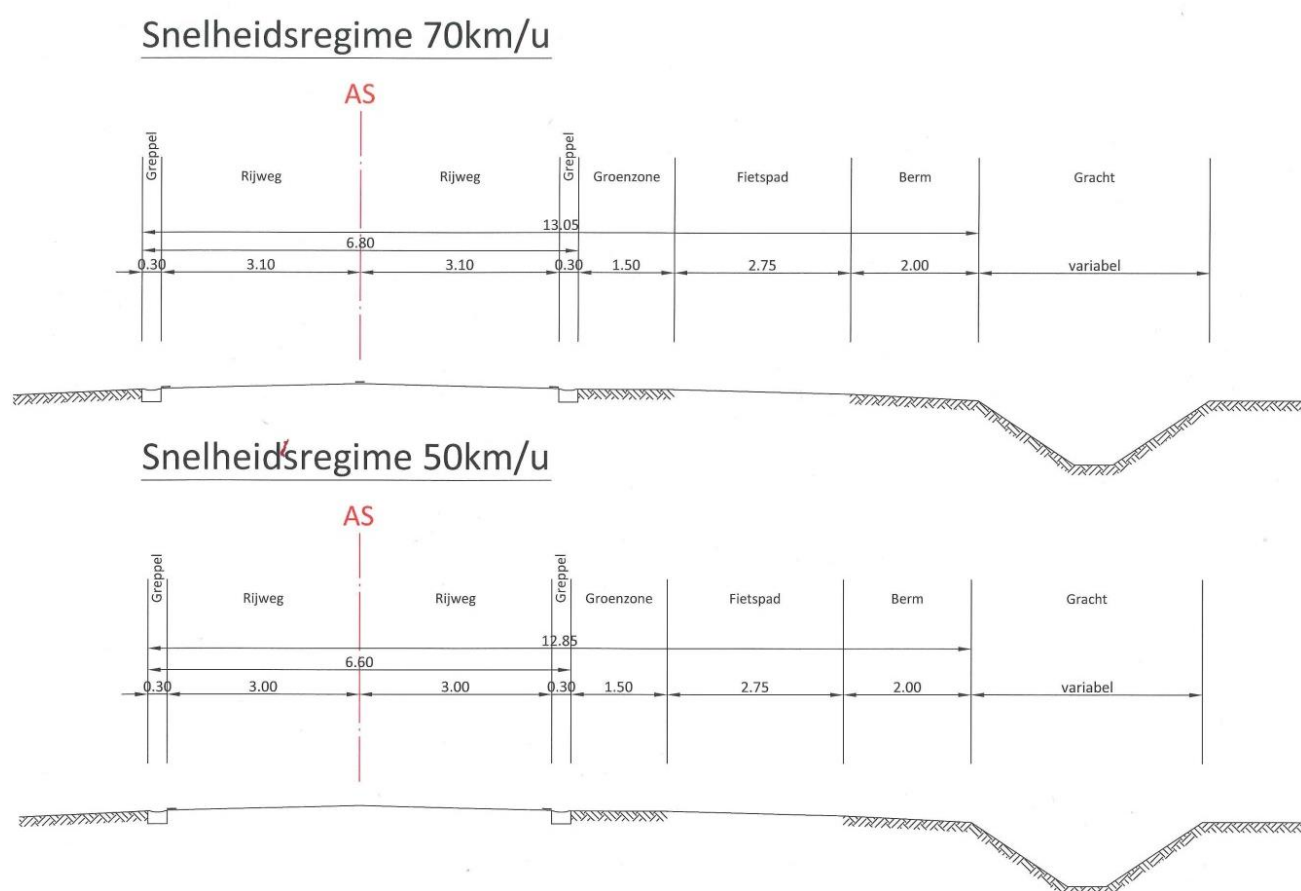 Snelheidsregime 70km/u
AS
Greppel Rijweg Rijweg Greppel Groenzone Fietspad Berm Gracht
13.05
6.80
0.30 3.10 3.10 0.30 1.50 2.75 2.00 variabel
Snelheidsregime 50km/u
AS
Greppel Rijweg Rijweg Greppel Groenzone Fietspad Berm Gracht
12.85
6.60
0.30 3.00 3.00 0.30 1.50 2.75 2.00 variabel